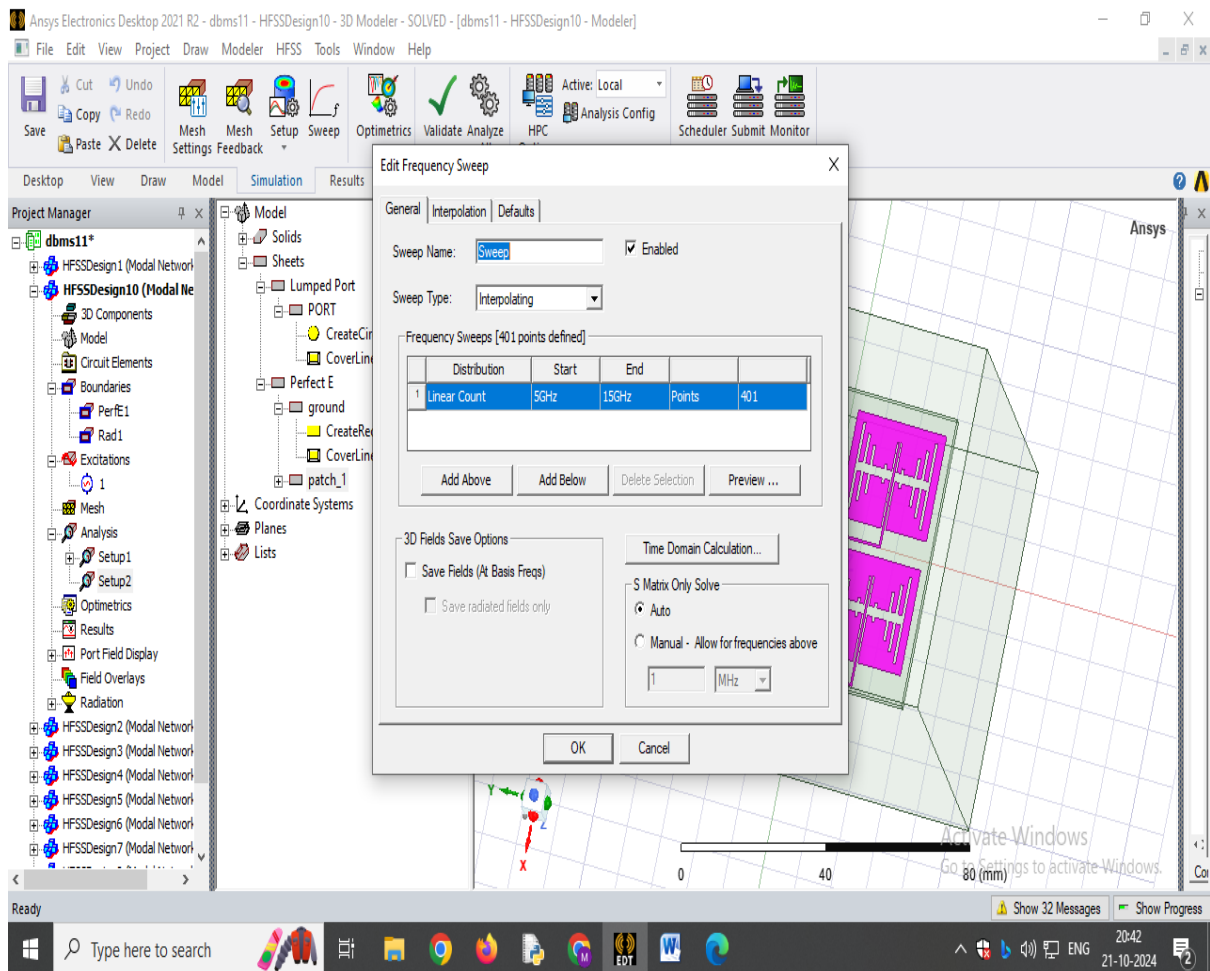 Ansys Electronics Desktop 2021 R2 - dbms11 - HFSSDesign10 - 3D Modeler - SOLVED - [dbms11 - HFSSDesign10 - Modeler]
File Edit View Project Draw Modeler HFSS Tools Window Help
Save
Cut
Copy
Paste
Undo
Redo
Delete
Mesh Settings
Mesh Feedback
Setup
Sweep
Optimetrics
Validate
Analyze
HPC
Active: Local
Analysis Config
Scheduler
Submit
Monitor
Desktop View Draw Model Simulation Results
Project Manager
dbms11*
HFSSDesign1 (Modal Network
HFSSDesign10 (Modal Ne
3D Components
Model
Circuit Elements
Boundaries
PerfE1
Rad1
Excitations
1
Mesh
Analysis
Setup1
Setup2
Optimetrics
Results
Port Field Display
Field Overlays
Radiation
HFSSDesign2 (Modal Network
HFSSDesign3 (Modal Network
HFSSDesign4 (Modal Network
HFSSDesign5 (Modal Network
HFSSDesign6 (Modal Network
HFSSDesign7 (Modal Network
Model
Solids
Sheets
Lumped Port
PORT
CreateCir
CoverLine
Perfect E
ground
CreateRec
CoverLine
patch_1
Coordinate Systems
Planes
Lists
Edit Frequency Sweep
General Interpolation Defaults
Sweep Name: Sweep Enabled
Sweep Type: Interpolating
Frequency Sweeps [401 points defined]
Distribution Start End
1 Linear Count 5GHz 15GHz Points 401
Add Above Add Below Delete Selection Preview ...
3D Fields Save Options
Save Fields (At Basis Freqs)
Save radiated fields only
Time Domain Calculation...
S Matrix Only Solve
Auto
Manual - Allow for frequencies above
1 MHz
OK Cancel
Ansys
Y
Z
X
0 40 80 (mm)
Activate Windows
Go to Settings to activate Windows.
Co
Ready
Show 32 Messages Show Progress
Type here to search
EDT
ENG
20:42
21-10-2024
2